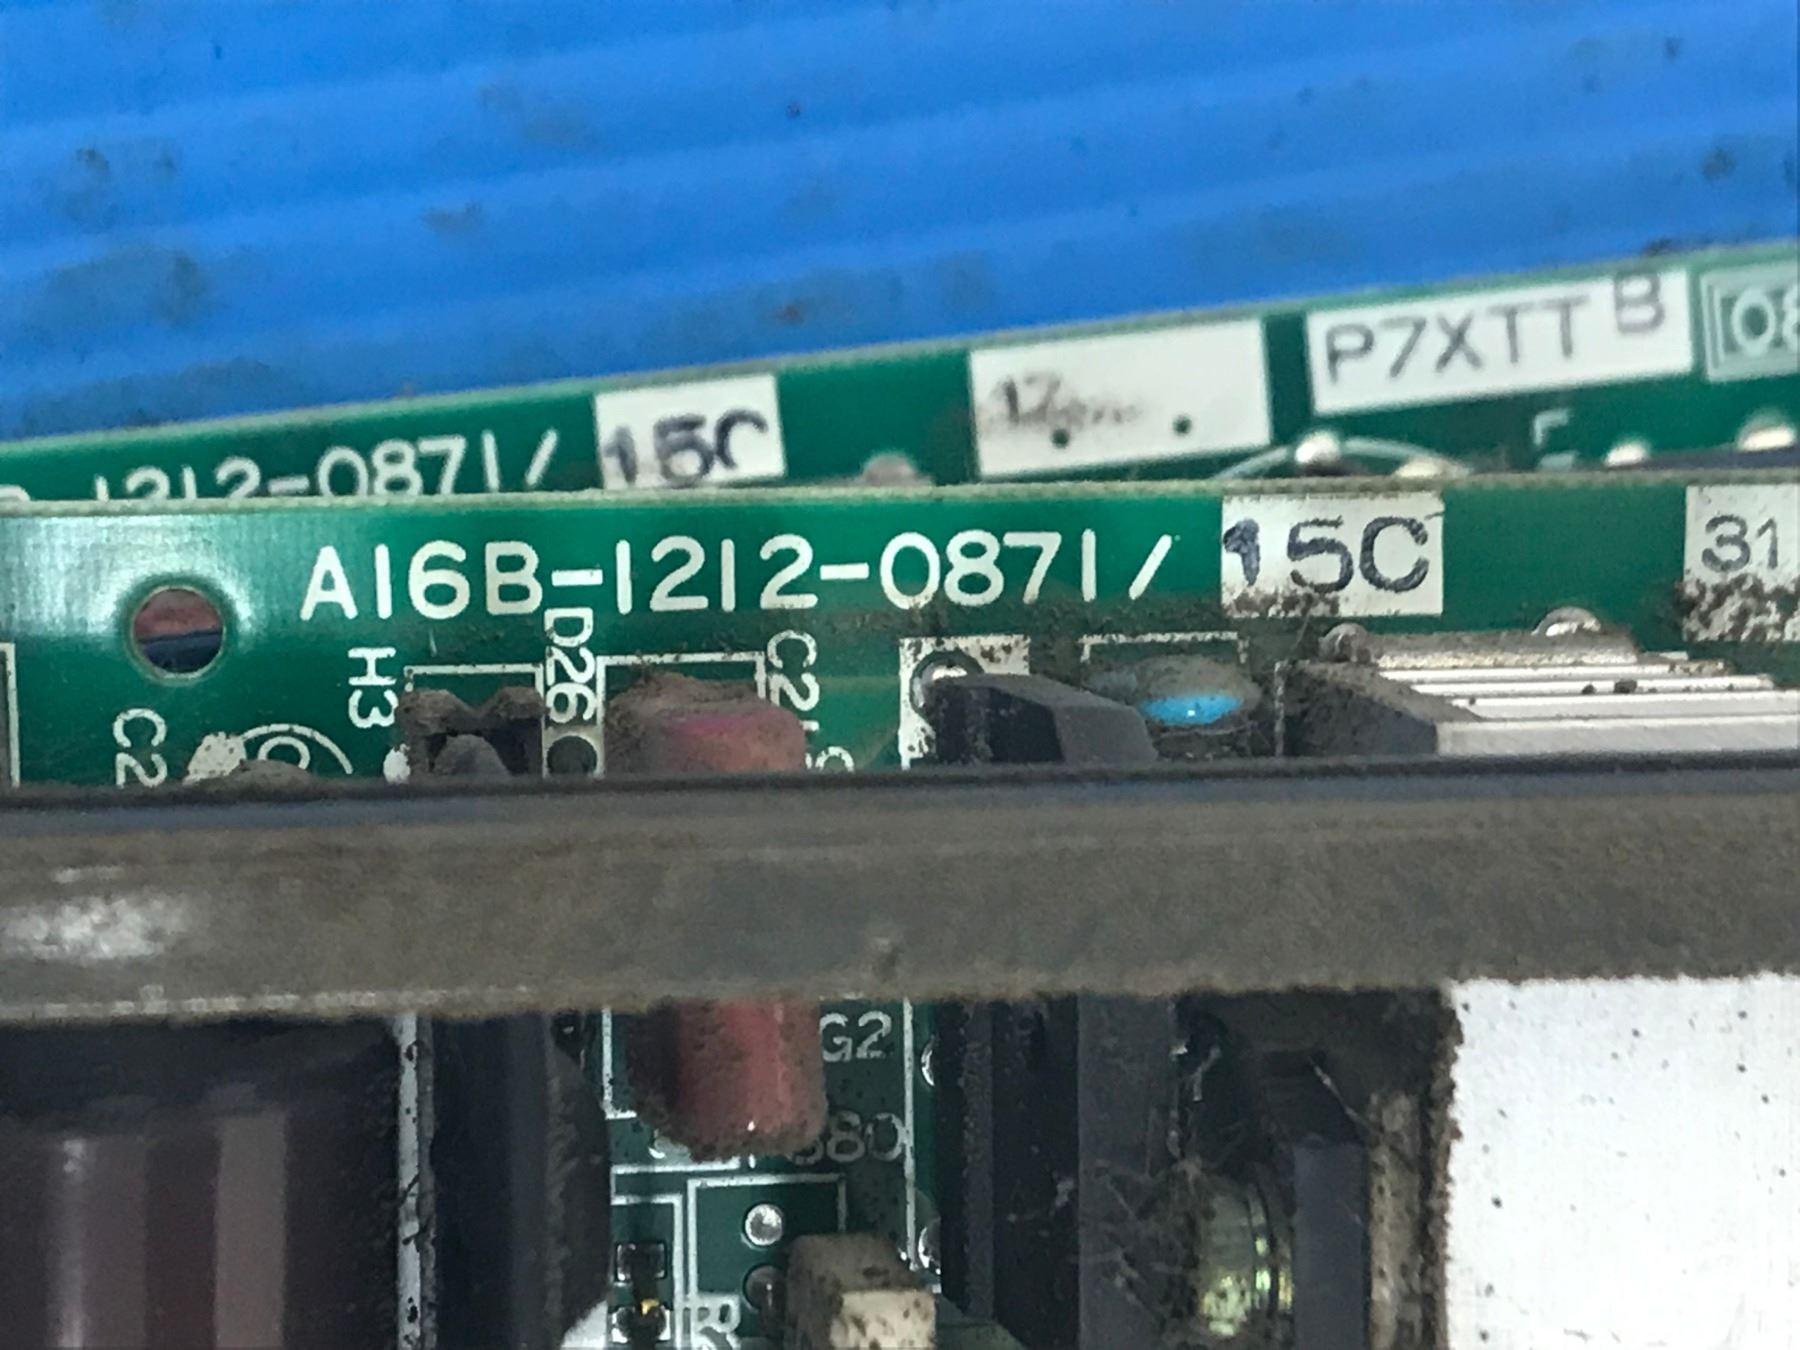 P7XTT B
1212-0871/ 15C
A16B-1212-0871/ 15C
31
H3
D26
C2
G2